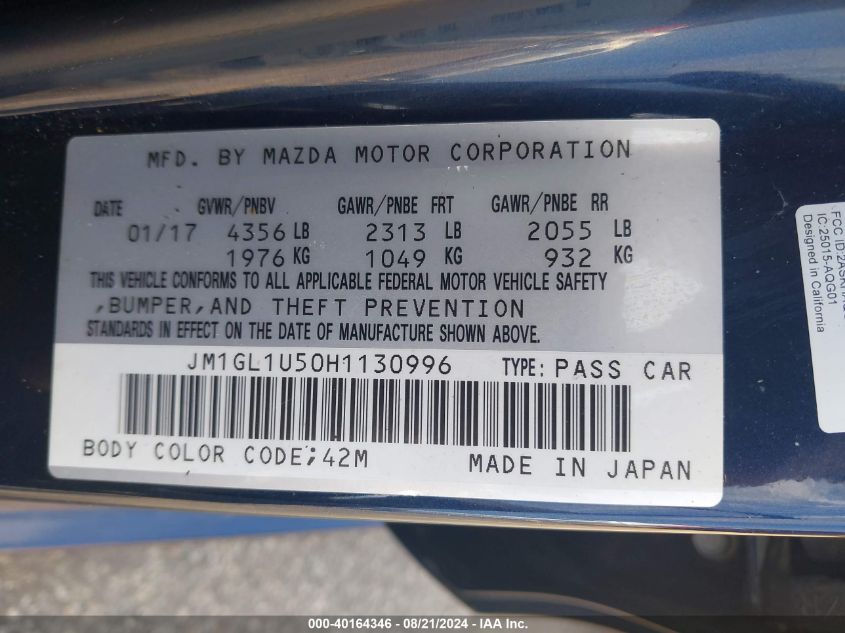 MFD. BY MAZDA MOTOR CORPORATION
DATE GVWR/PNBV GAWR/PNBE FRT GAWR/PNBE RR
01/17 4356 LB 2313 LB 2055 LB
1976 KG 1049 KG 932 KG
THIS VEHICLE CONFORMS TO ALL APPLICABLE FEDERAL MOTOR VEHICLE SAFETY
,BUMPER,AND THEFT PREVENTION
STANDARDS IN EFFECT ON THE DATE OF MANUFACTURE SHOWN ABOVE.
JM1GL1U50H1130996 TYPE: PASS CAR
BODY COLOR CODE;42M MADE IN JAPAN
FCC ID:
IC:25015-AQG01
Designed in California
000-40164346 - 08/21/2024 - IAAI Inc.